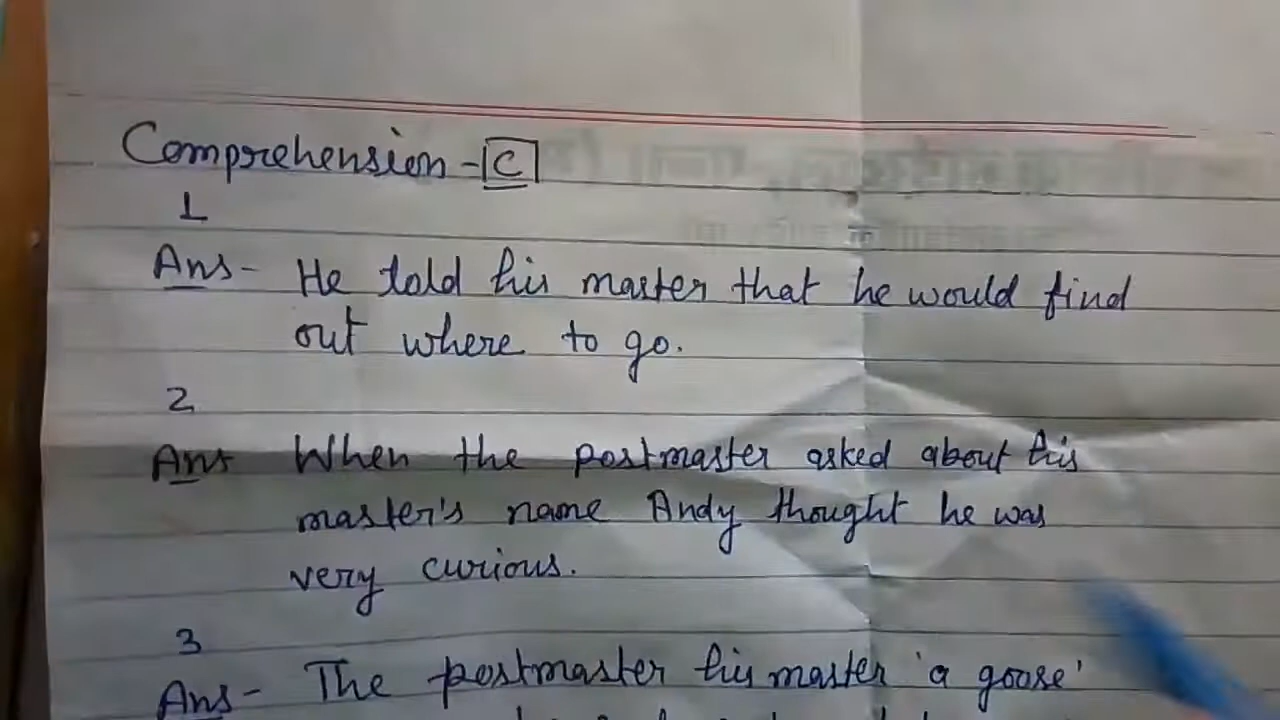 Comprehension - C
1
Ans - He told his master that he would find
out where to go.
2
Ans When the postmaster asked about his
master's name Andy thought he was
very curious.
3
Ans - The postmaster his master 'a goose'